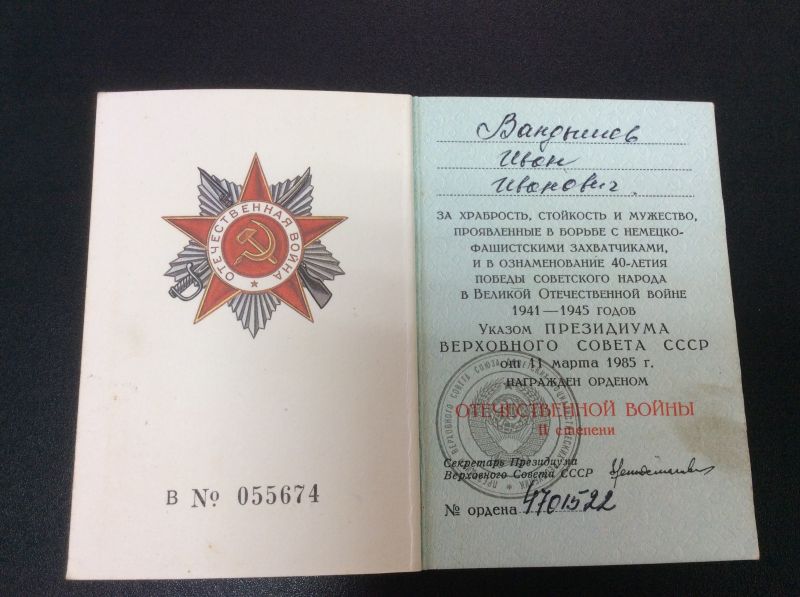 ОТЕЧЕСТВЕННАЯ ВОЙНА
В № 055674
Вандышев
Иван
Иванович.
ЗА ХРАБРОСТЬ, СТОЙКОСТЬ И МУЖЕСТВО,
ПРОЯВЛЕННЫЕ В БОРЬБЕ С НЕМЕЦКО-
ФАШИСТСКИМИ ЗАХВАТЧИКАМИ,
И В ОЗНАМЕНОВАНИЕ 40-ЛЕТИЯ
ПОБЕДЫ СОВЕТСКОГО НАРОДА
В ВЕЛИКОЙ ОТЕЧЕСТВЕННОЙ ВОЙНЕ
1941—1945 ГОДОВ
УКАЗОМ ПРЕЗИДИУМА
ВЕРХОВНОГО СОВЕТА СССР
от 11 марта 1985 г.
НАГРАЖДЕН ОРДЕНОМ
ОТЕЧЕСТВЕННОЙ ВОЙНЫ
II степени
Секретарь Президиума
Верховного Совета СССР
№ ордена 4701522